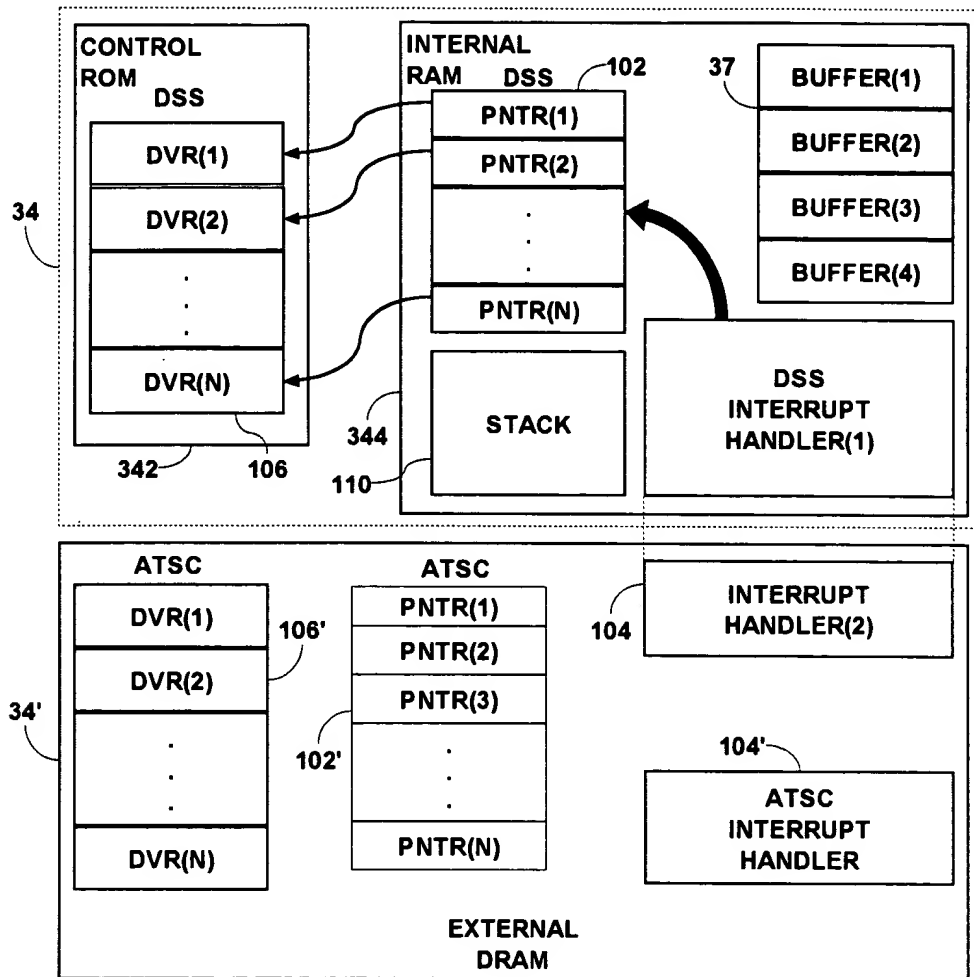 CONTROL
ROM
DSS
DVR(1)
DVR(2)
DVR(N)
34
342
106
INTERNAL
RAM
DSS
102
PNTR(1)
PNTR(2)
PNTR(N)
344
STACK
110
37
BUFFER(1)
BUFFER(2)
BUFFER(3)
BUFFER(4)
DSS
INTERRUPT
HANDLER(1)
ATSC
DVR(1)
DVR(2)
DVR(N)
106'
34'
ATSC
PNTR(1)
PNTR(2)
PNTR(3)
PNTR(N)
102'
104
INTERRUPT
HANDLER(2)
104'
ATSC
INTERRUPT
HANDLER
EXTERNAL
DRAM